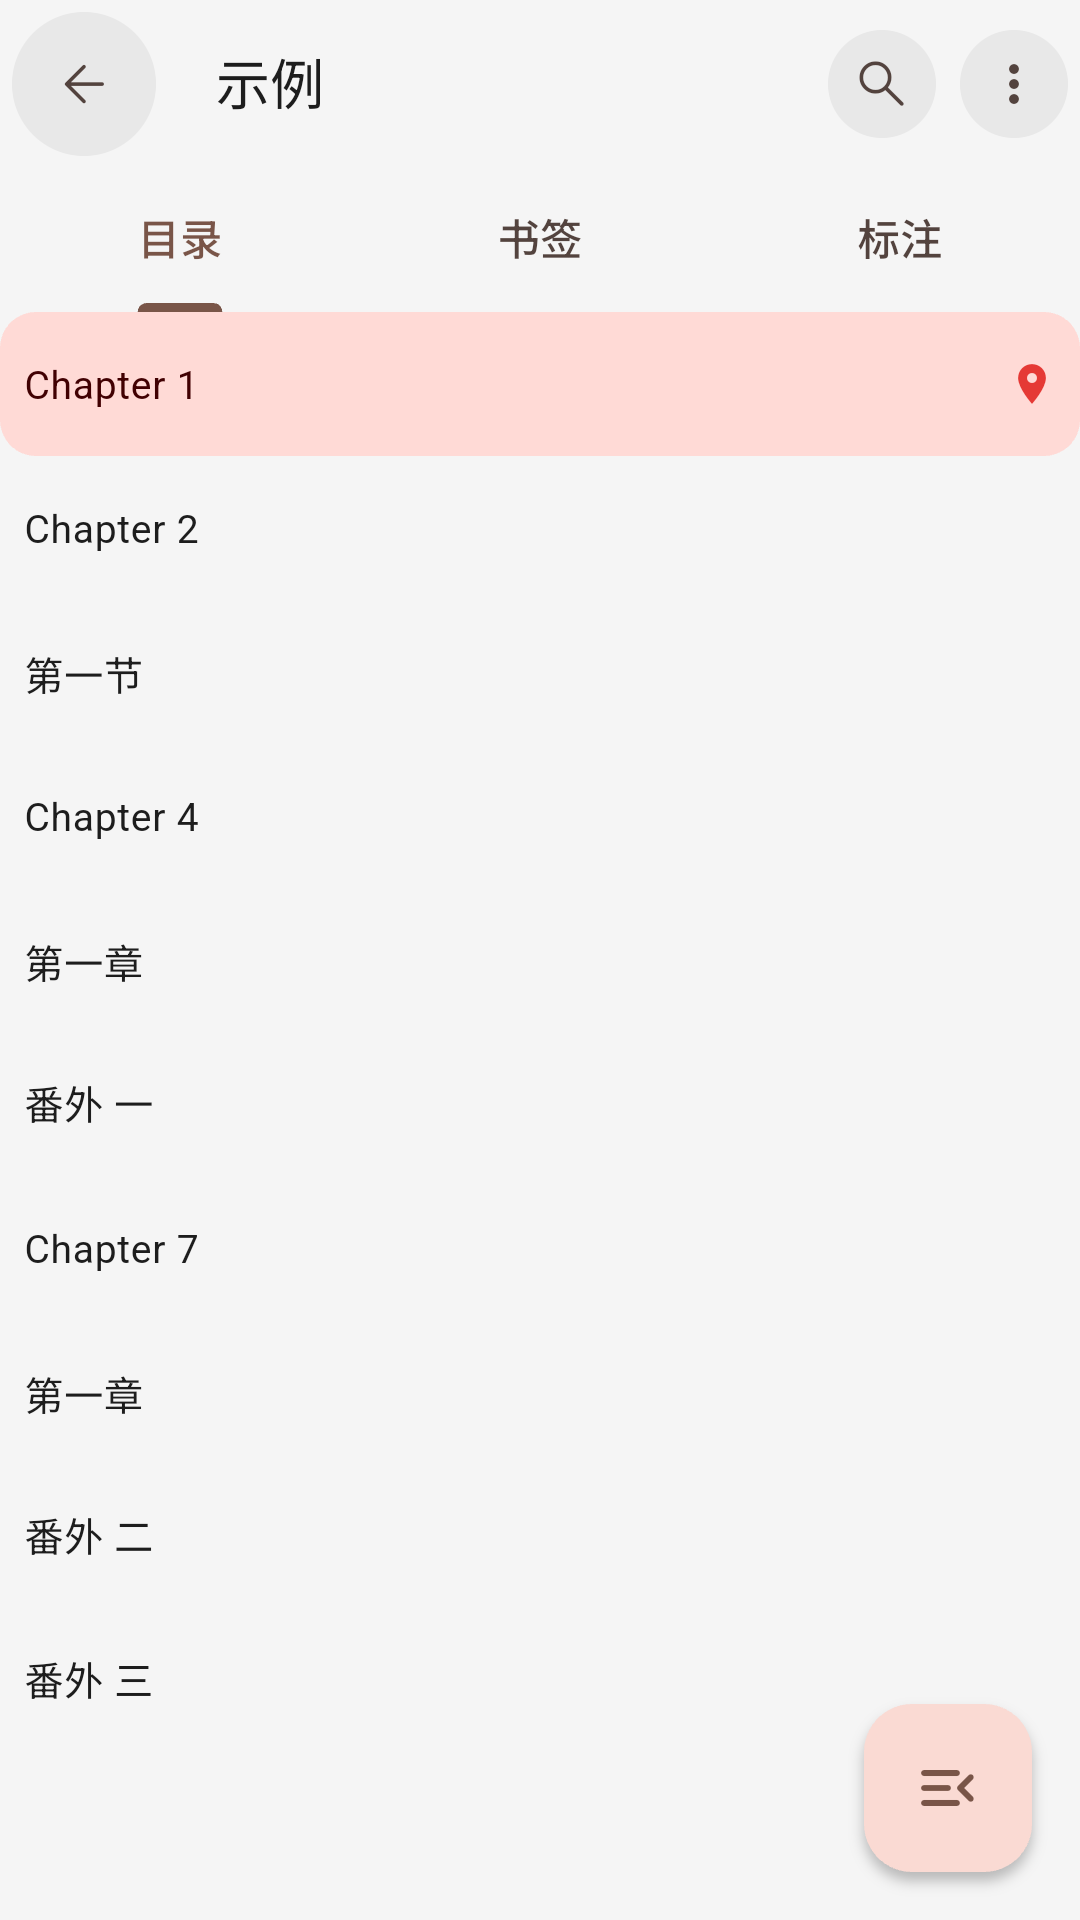 示例
目录 书签 标注
Chapter 1
Chapter 2
第一节
Chapter 4
第一章
番外 一
Chapter 7
第一章
番外 二
番外 三